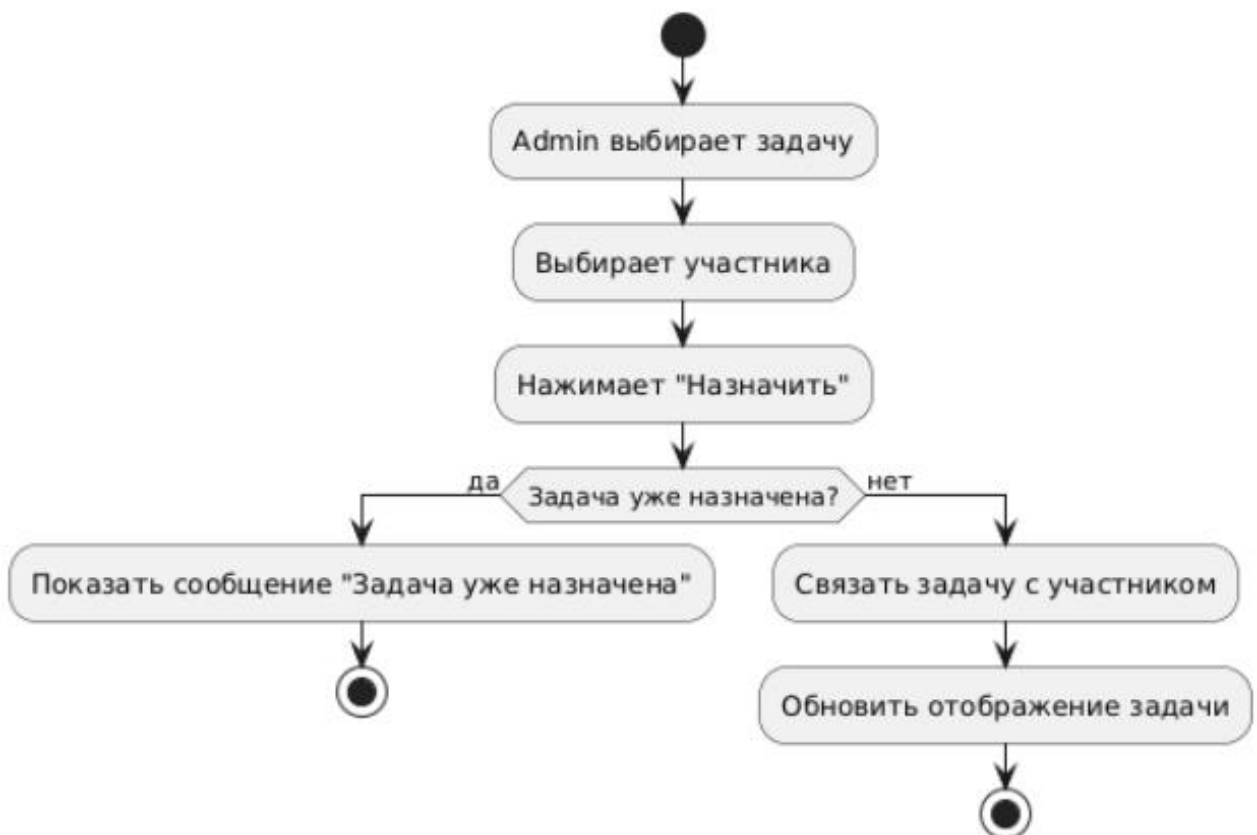 Admin выбирает задачу
Выбирает участника
Нажимает "Назначить"
да
Задача уже назначена?
нет
Показать сообщение "Задача уже назначена"
Связать задачу с участником
Обновить отображение задачи